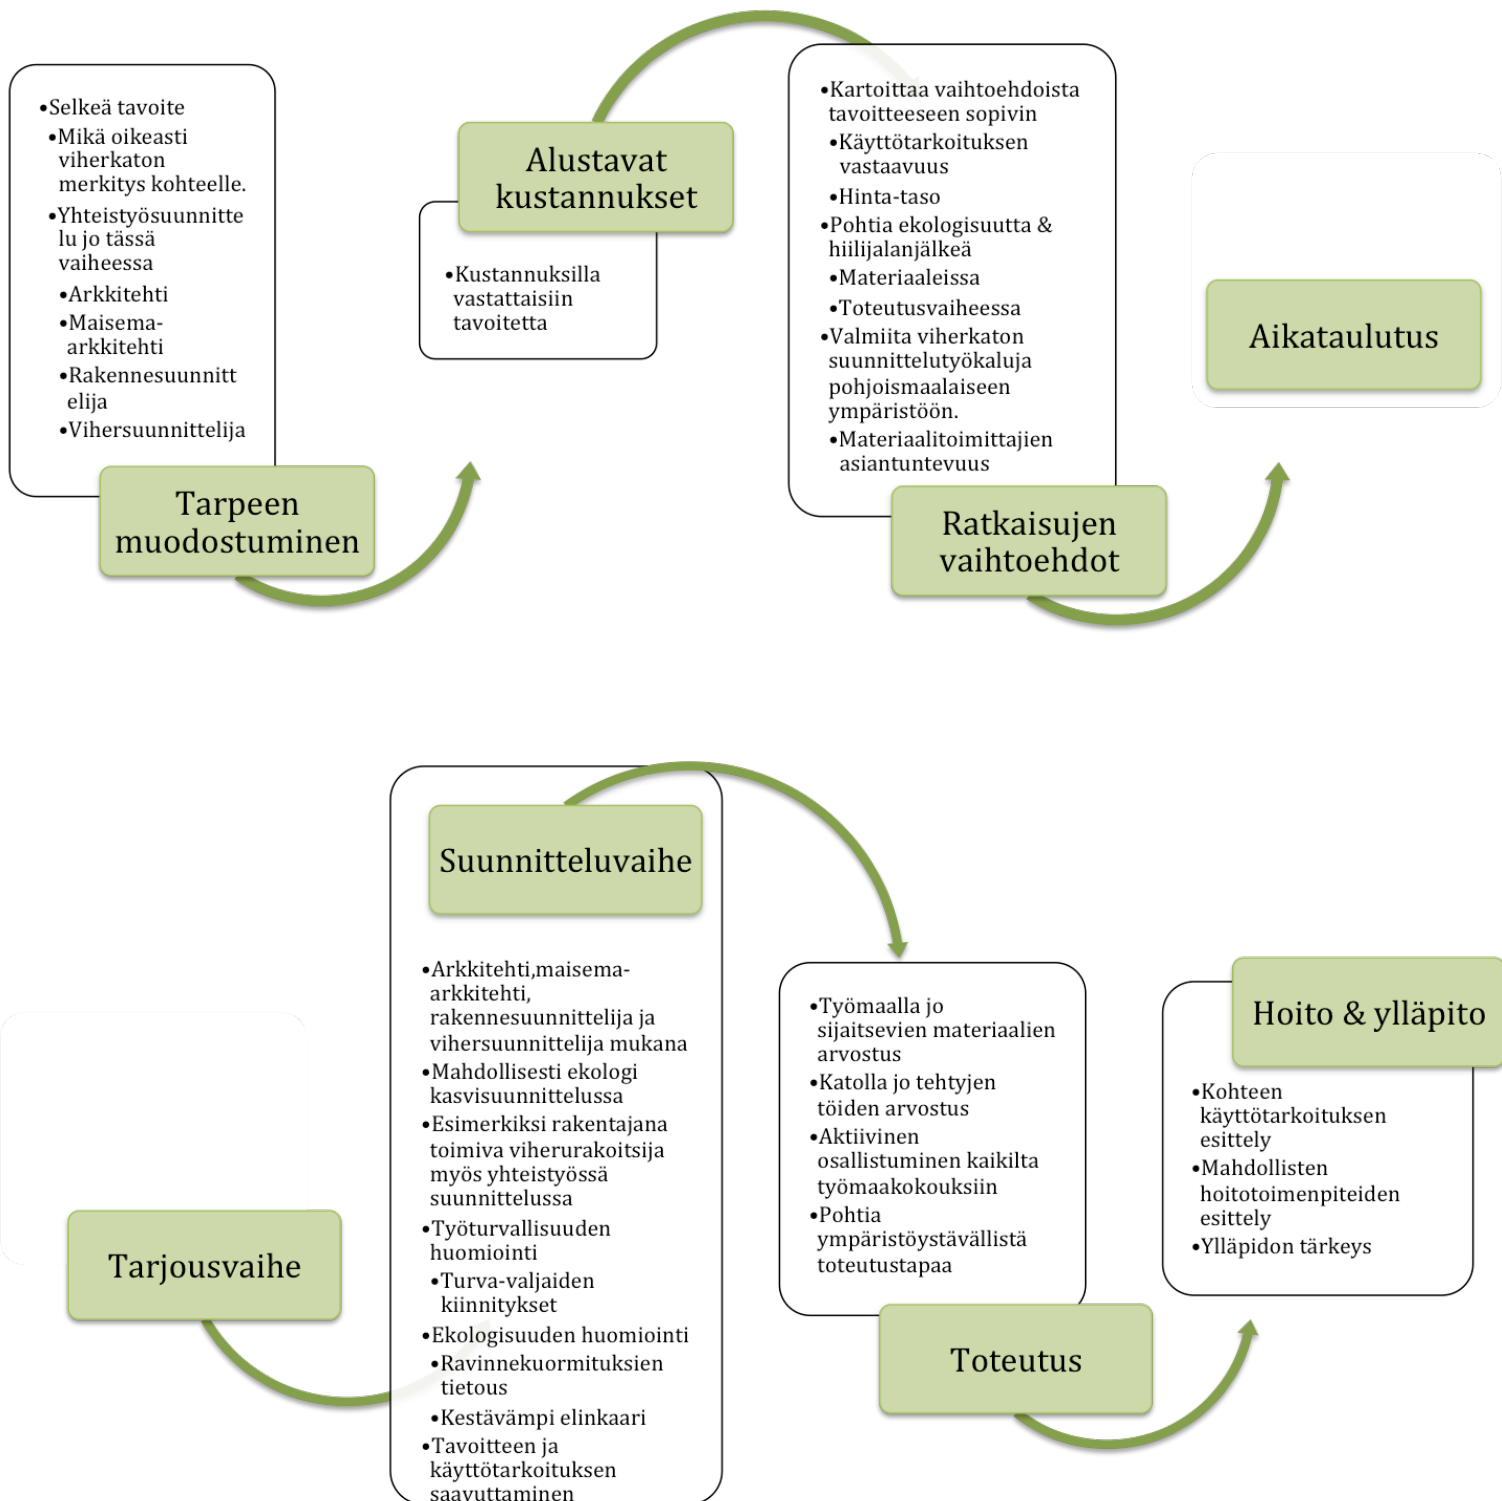 •Selkeä tavoite
•Mikä oikeasti
viherkaton
merkitys kohteelle.
•Yhteistyösuunnitte
lu jo tässä
vaiheessa
•Arkkitehti
•Maisema-
arkkitehti
•Rakennesuunnitt
elija
•Vihersuunnittelija
Tarpeen
muodostuminen
Alustavat
kustannukset
•Kustannuksilla
vastattaisiin
tavoitetta
•Kartoittaa vaihtoehdoista
tavoitteeseen sopivin
•Käyttötarkoituksen
vastaavuus
•Hinta-taso
•Pohtia ekologisuutta &
hiilijalanjälkeä
•Materiaaleissa
•Toteutusvaiheessa
•Valmiita viherkaton
suunnittelutyökaluja
pohjoismaalaiseen
ympäristöön.
•Materiaalitoimittajien
asiantuntevuus
Ratkaisujen
vaihtoehdot
Aikataulutus
Tarjousvaihe
Suunnitteluvaihe
•Arkkitehti,maisema-
arkkitehti,
rakennesuunnittelija ja
vihersuunnittelija mukana
•Mahdollisesti ekologi
kasvisuunnittelussa
•Esimerkiksi rakentajana
toimiva viherurakoitsija
myös yhteistyössä
suunnittelussa
•Työturvallisuuden
huomiointi
•Turva-valjaiden
kiinnitykset
•Ekologisuuden huomiointi
•Ravinnekuormituksien
tietous
•Kestävämpi elinkaari
•Tavoitteen ja
käyttötarkoituksen
saavuttaminen
•Työmaalla jo
sijaitsevien materiaalien
arvostus
•Katolla jo tehtyjen
töiden arvostus
•Aktiivinen
osallistuminen kaikilta
työmaakokouksiin
•Pohtia
ympäristöystävällistä
toteutustapaa
Toteutus
Hoito & ylläpito
•Kohteen
käyttötarkoituksen
esittely
•Mahdollisten
hoitotoimenpiteiden
esittely
•Ylläpidon tärkeys